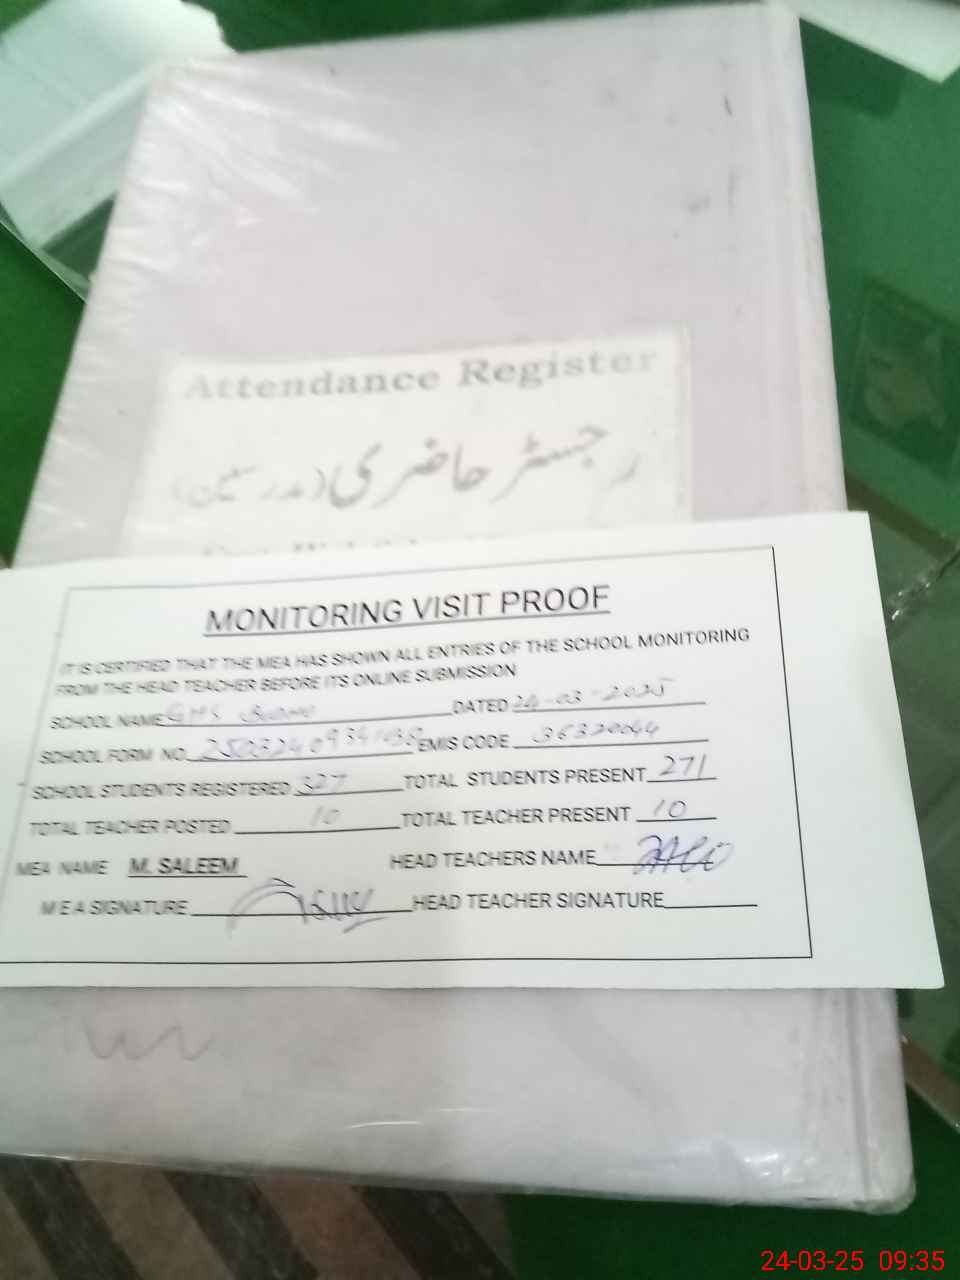 Attendance Register
رجسٹر حاضری (مدرسین)
MONITORING VISIT PROOF
IT IS CERTIFIED THAT THE MEA HAS SHOWN ALL ENTRIES OF THE SCHOOL MONITORING
FROM THE HEAD TEACHER BEFORE ITS ONLINE SUBMISSION
SCHOOL NAME GHS DATED 24-03-2025
SCHOOL FORM NO. EMIS CODE 36320044
SCHOOL STUDENTS REGISTERED 327 TOTAL STUDENTS PRESENT 271
TOTAL TEACHER POSTED 10 TOTAL TEACHER PRESENT 10
MEA NAME M. SALEEM HEAD TEACHERS NAME
M E A SIGNATURE HEAD TEACHER SIGNATURE
24-03-25 09:35